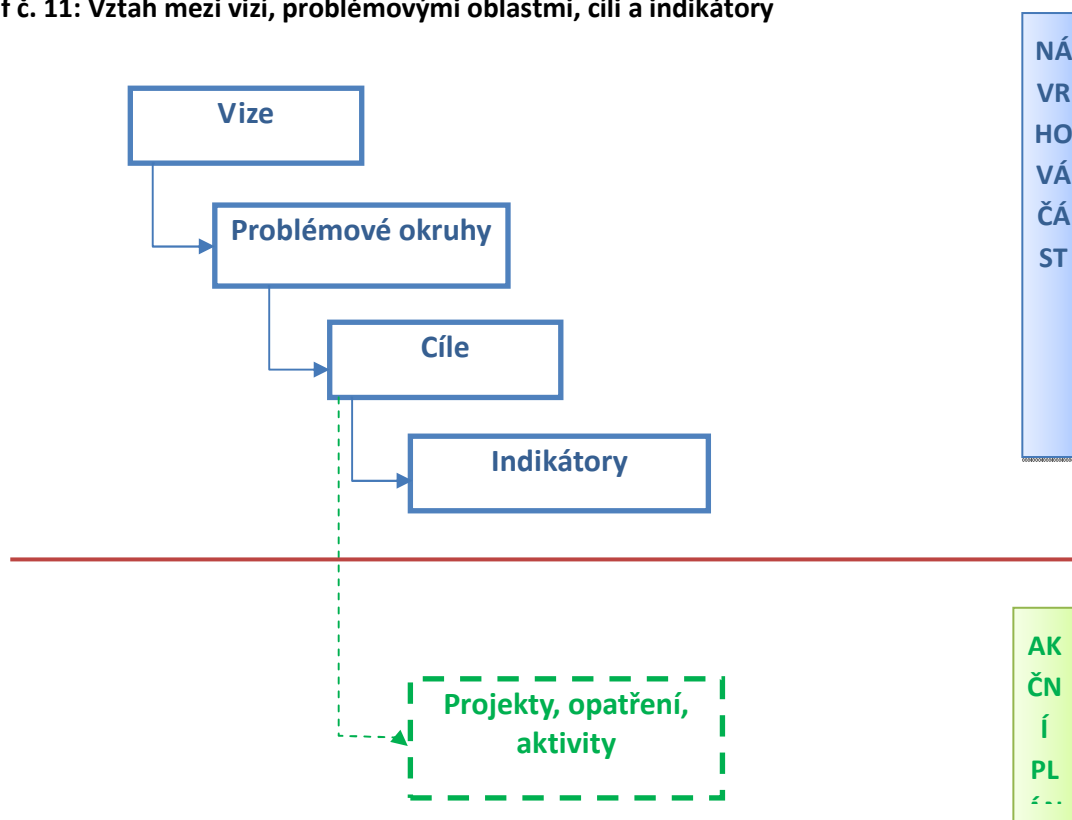 f č. 11: Vztah mezi vizí, problémovými oblastmi, cíli a indikátory
Vize
Problémové okruhy
Cíle
Indikátory
NÁ
VR
HO
VÁ
ČÁ
ST
Projekty, opatření,
aktivity
AK
ČN
Í
PL